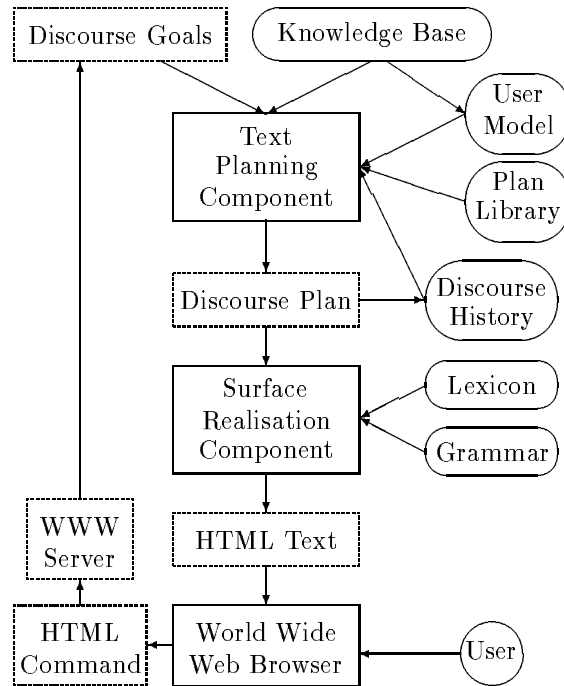 Discourse Goals
Knowledge Base
User
Model
Text
Planning
Component
Plan
Library
Discourse Plan
Discourse
History
Surface
Realisation
Component
Lexicon
Grammar
WWW
Server
HTML Text
HTML
Command
World Wide
Web Browser
User